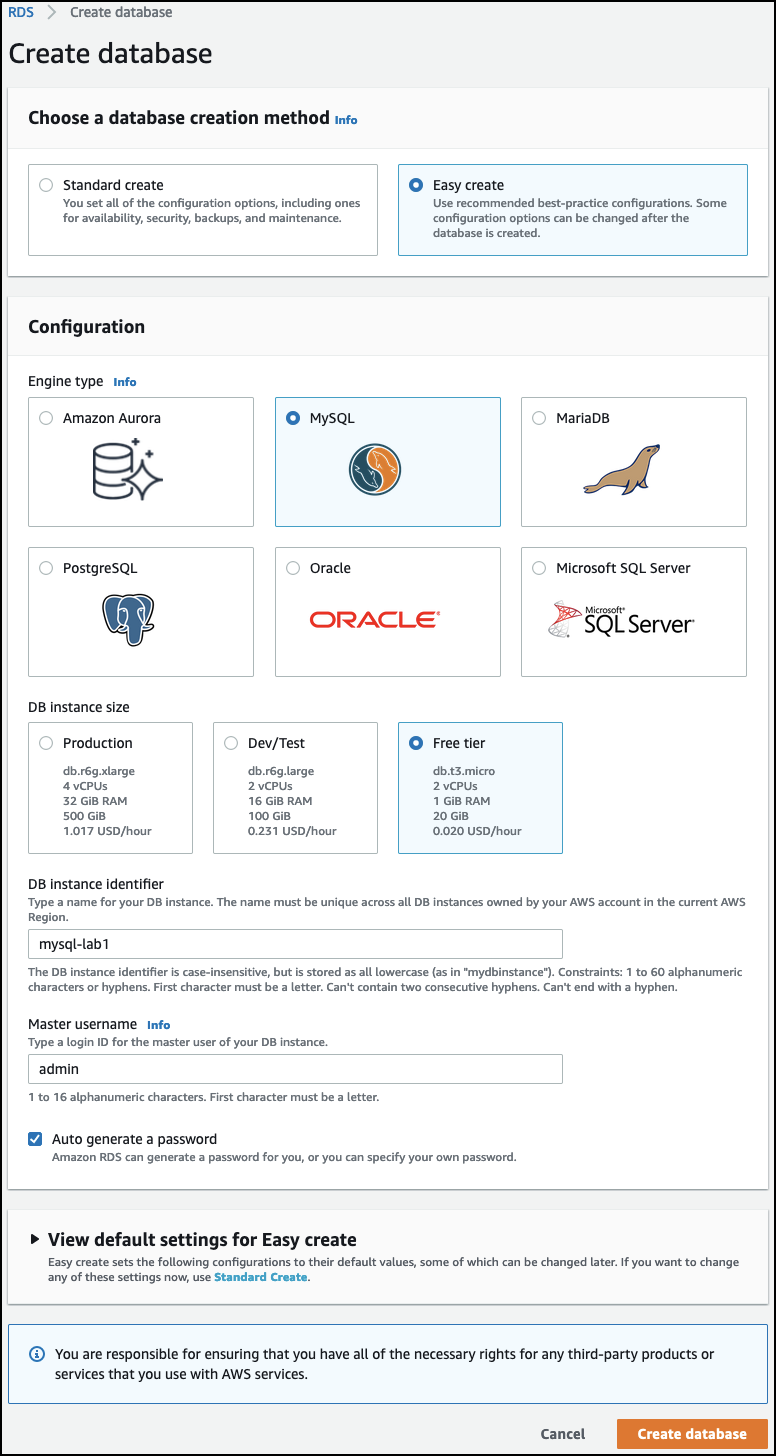 RDS > Create database
Create database
Choose a database creation method Info
Standard create
You set all of the configuration options, including ones
for availability, security, backups, and maintenance.
Easy create
Use recommended best-practice configurations. Some
configuration options can be changed after the
database is created.
Configuration
Engine type Info
Amazon Aurora
MySQL
MariaDB
PostgreSQL
Oracle
ORACLE®
Microsoft SQL Server
Microsoft®
SQL Server®
DB instance size
Production
db.r6g.xlarge
4 vCPUs
32 GiB RAM
500 GiB
1.017 USD/hour
Dev/Test
db.r6g.large
2 vCPUs
16 GiB RAM
100 GiB
0.231 USD/hour
Free tier
db.t3.micro
2 vCPUs
1 GiB RAM
20 GiB
0.020 USD/hour
DB instance identifier
Type a name for your DB instance. The name must be unique across all DB instances owned by your AWS account in the current AWS
Region.
mysql-lab1
The DB instance identifier is case-insensitive, but is stored as all lowercase (as in "mydbinstance"). Constraints: 1 to 60 alphanumeric
characters or hyphens. First character must be a letter. Can't contain two consecutive hyphens. Can't end with a hyphen.
Master username Info
Type a login ID for the master user of your DB instance.
admin
1 to 16 alphanumeric characters. First character must be a letter.
Auto generate a password
Amazon RDS can generate a password for you, or you can specify your own password.
View default settings for Easy create
Easy create sets the following configurations to their default values, some of which can be changed later. If you want to change
any of these settings now, use Standard Create.
You are responsible for ensuring that you have all of the necessary rights for any third-party products or
services that you use with AWS services.
Cancel
Create database